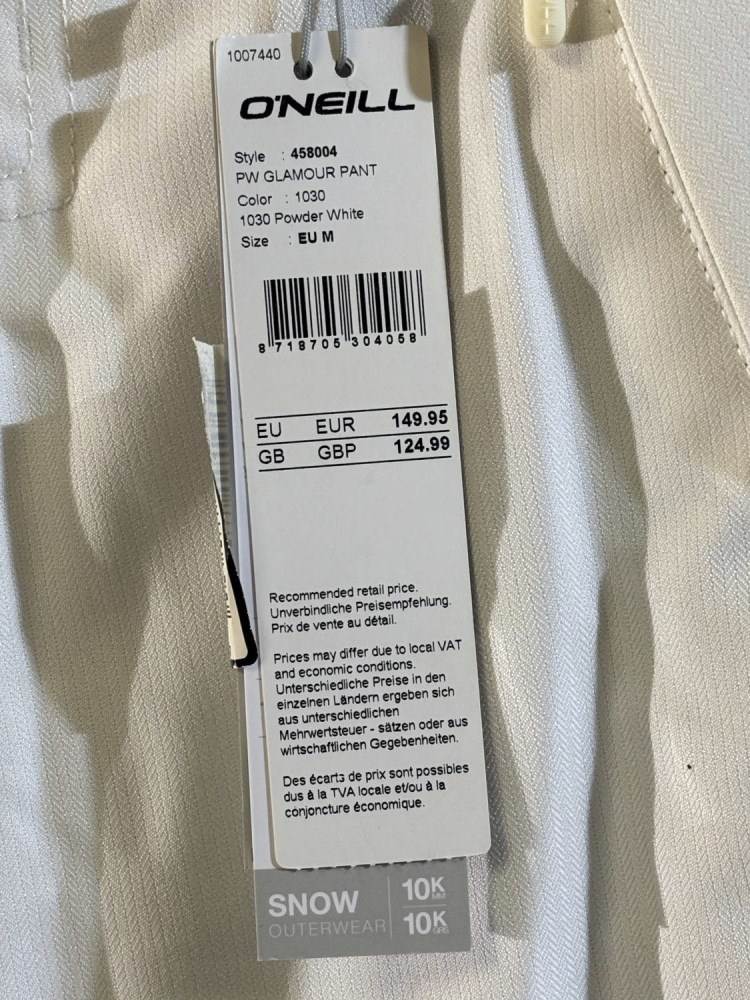 1007440
O'NEILL
Style : 458004
PW GLAMOUR PANT
Color : 1030
1030 Powder White
Size : EU M
8 718705 304058
EU EUR 149.95
GB GBP 124.99
Recommended retail price.
Unverbindliche Preisempfehlung.
Prix de vente au détail.
Prices may differ due to local VAT
and economic conditions.
Unterschiedliche Preise in den
einzelnen Ländern ergeben sich
aus unterschiedlichen
Mehrwertsteuer - sätzen oder aus
wirtschaftlichen Gegebenheiten.
Des écarts de prix sont possibles
dus à la TVA locale et/ou à la
conjoncture économique.
SNOW
OUTERWEAR
10K MM
10K GRS